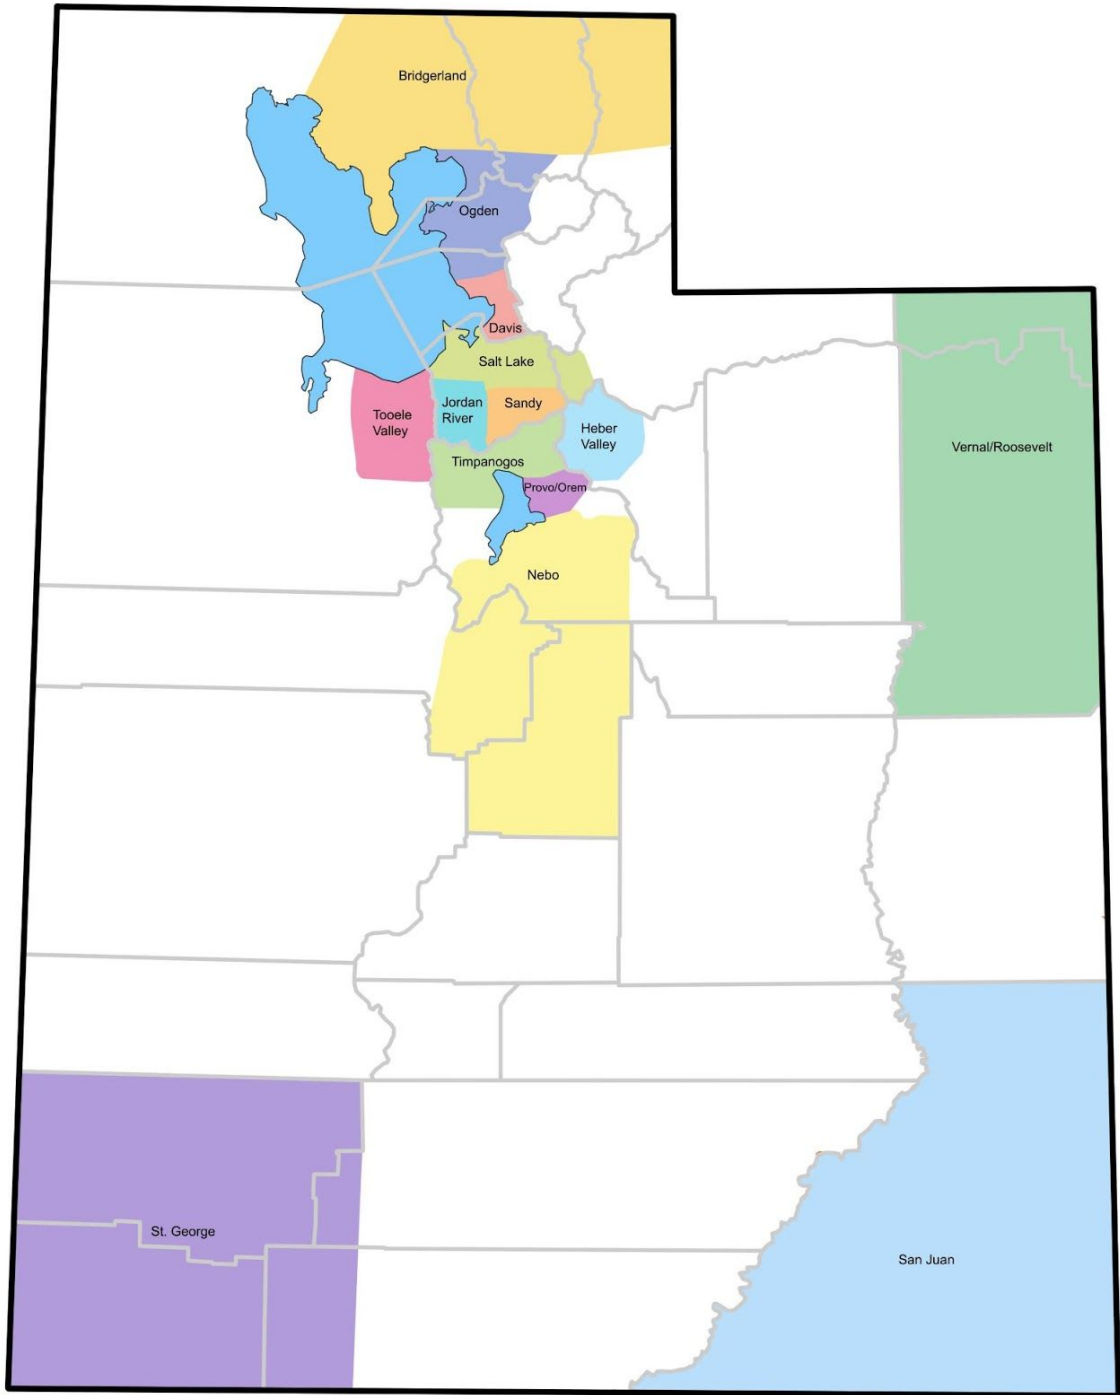 Bridgerland
Ogden
Davis
Salt Lake
Jordan
River
Sandy
Tooele
Valley
Heber
Valley
Timpanogos
Provo/Orem
Vernal/Roosevelt
Nebo
St. George
San Juan